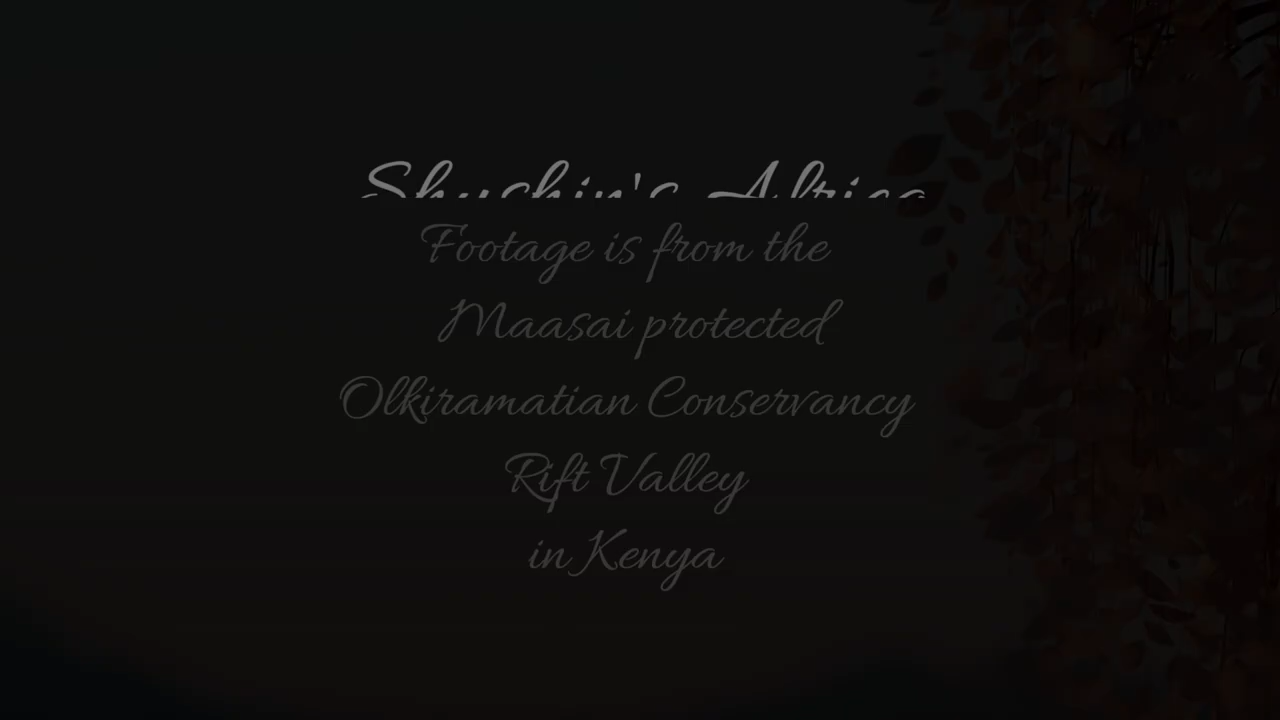 Footage is from the
Maasai protected
Olkiramatian Conservancy
Rift Valley
in Kenya